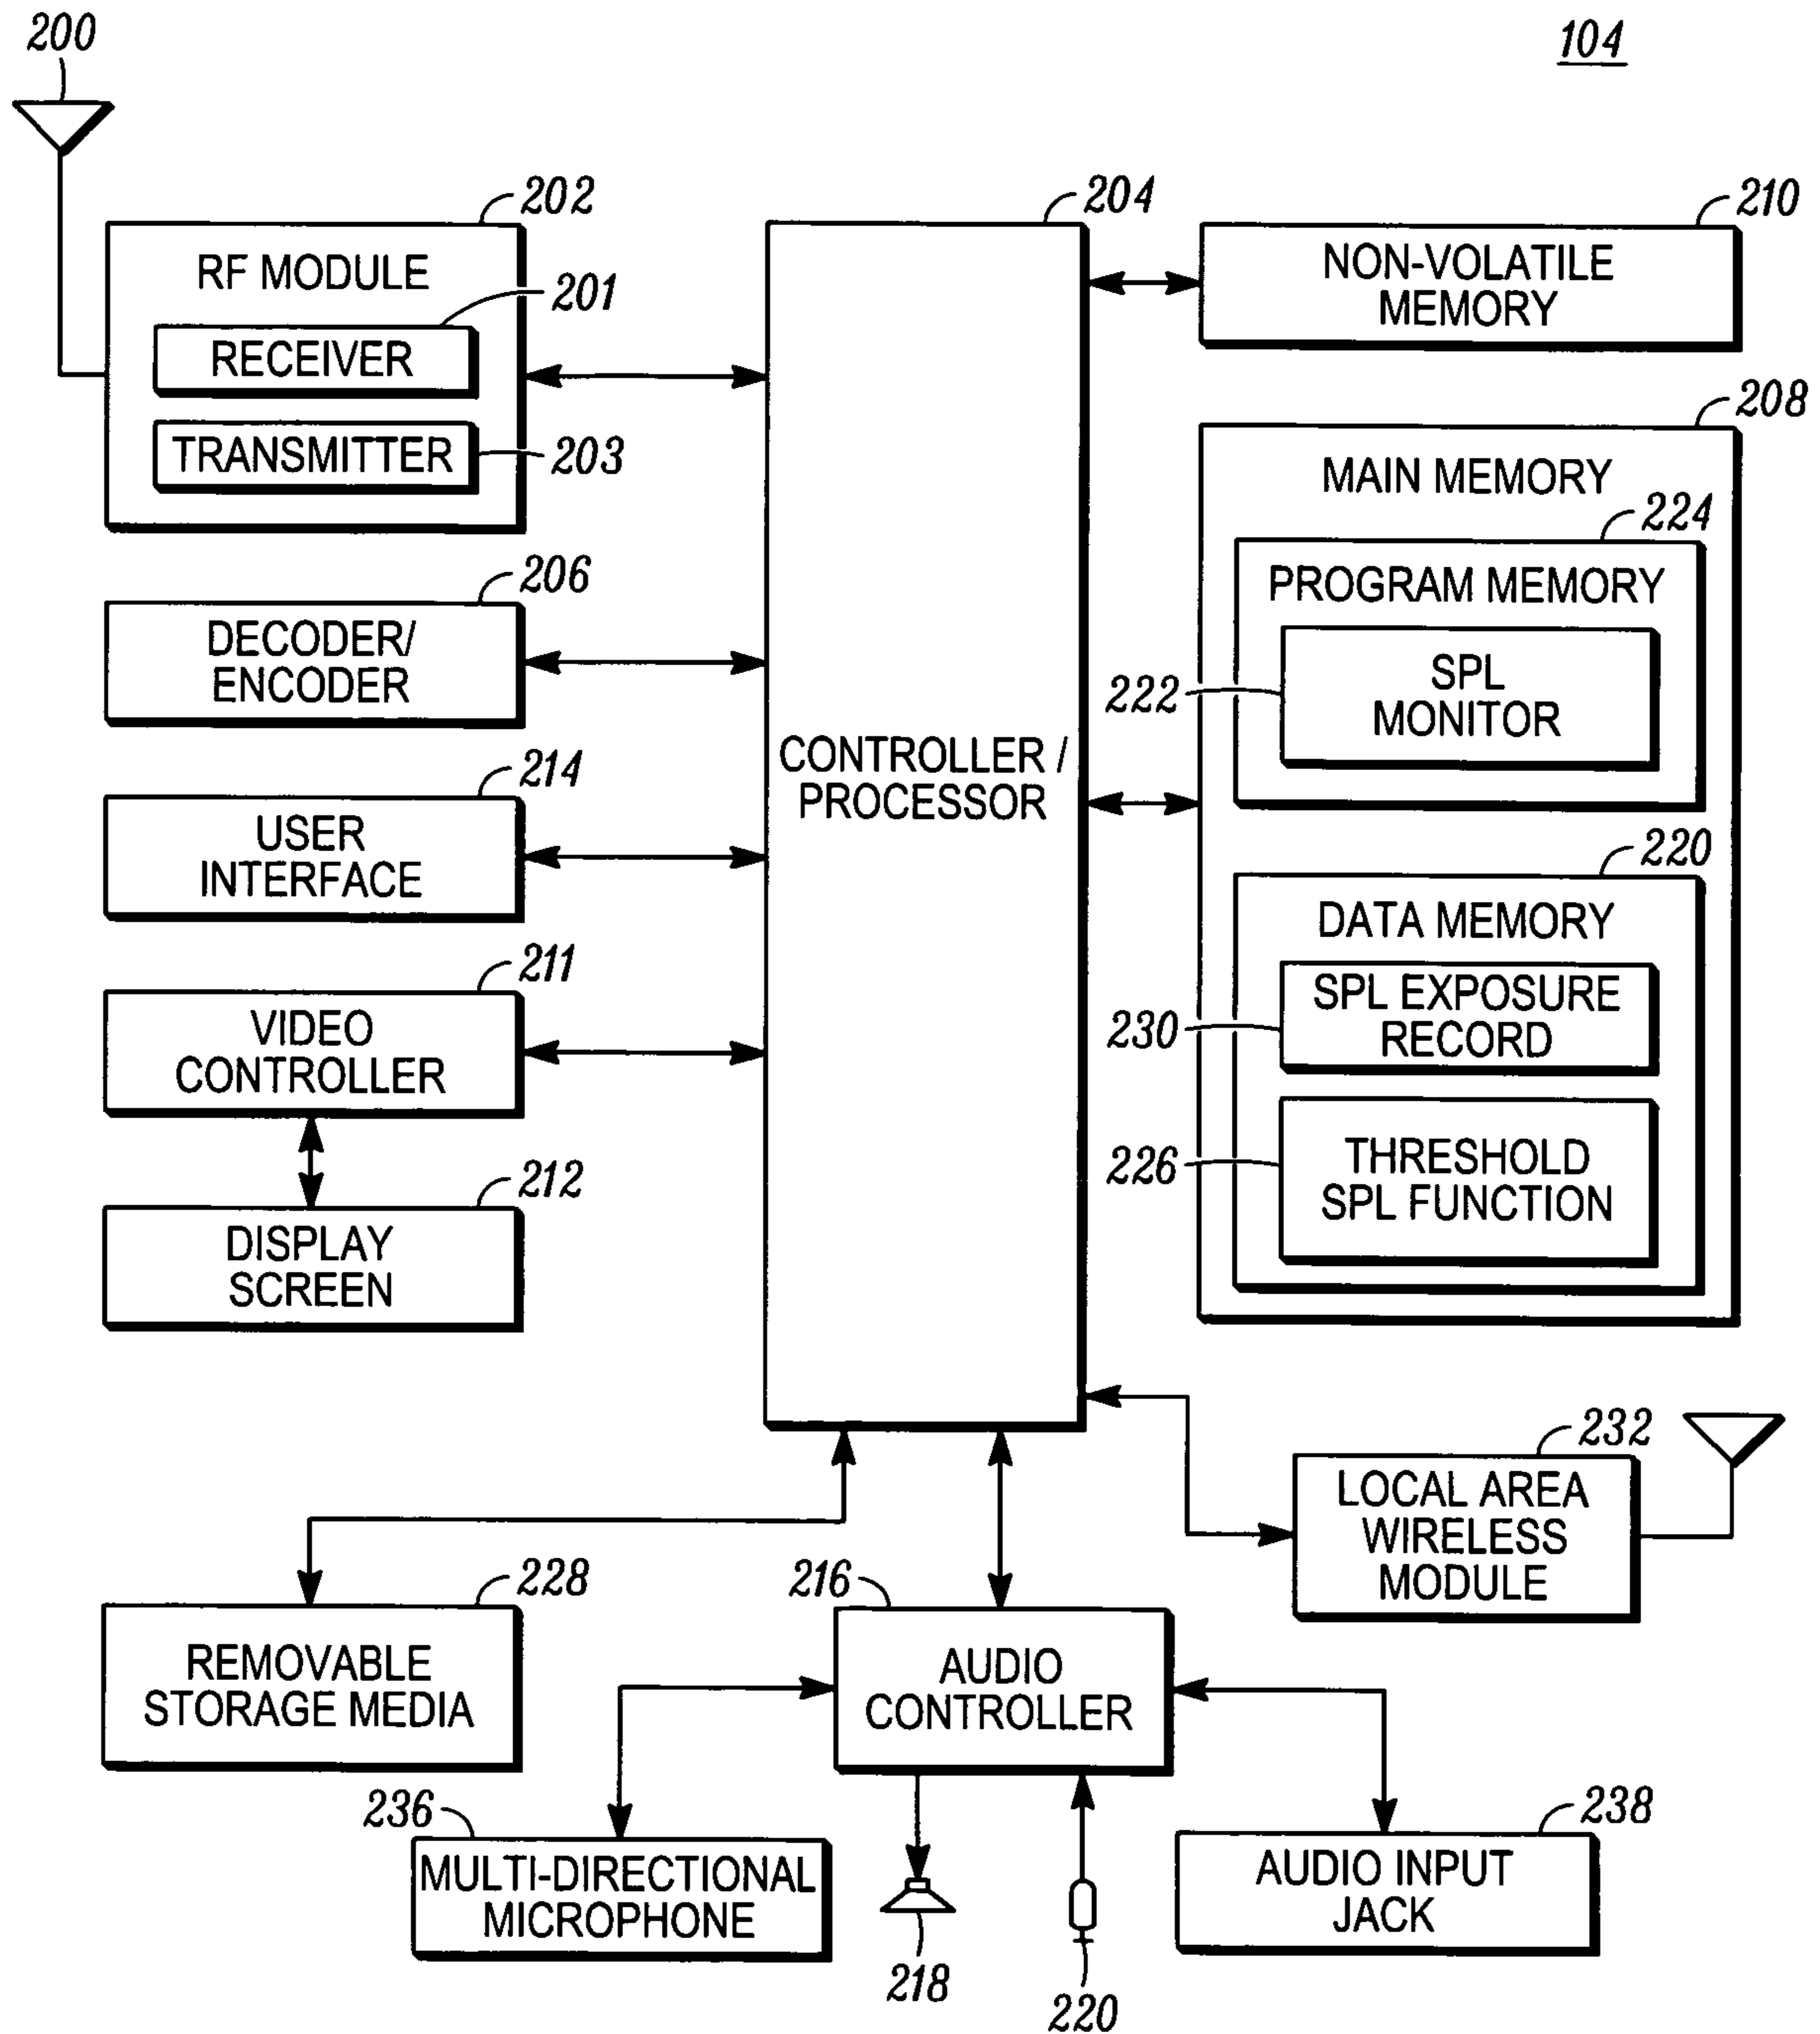 200
104
202
RF MODULE
201
RECEIVER
TRANSMITTER
203
204
CONTROLLER /
PROCESSOR
210
NON-VOLATILE
MEMORY
208
MAIN MEMORY
224
PROGRAM MEMORY
222
SPL
MONITOR
220
DATA MEMORY
230
SPL EXPOSURE
RECORD
226
THRESHOLD
SPL FUNCTION
206
DECODER/
ENCODER
214
USER
INTERFACE
211
VIDEO
CONTROLLER
212
DISPLAY
SCREEN
232
LOCAL AREA
WIRELESS
MODULE
228
REMOVABLE
STORAGE MEDIA
216
AUDIO
CONTROLLER
236
MULTI-DIRECTIONAL
MICROPHONE
218
220
238
AUDIO INPUT
JACK